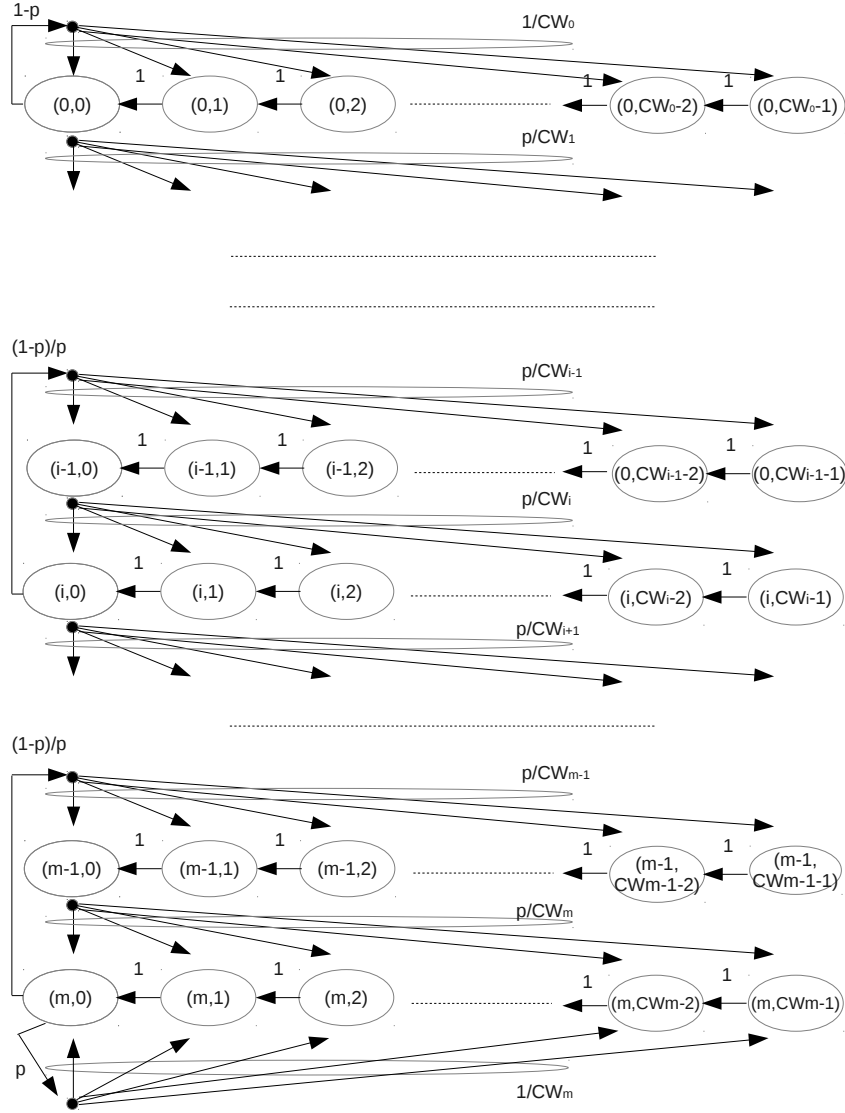 1-p
1/CW₀
1 1 1 1
(0,0) (0,1) (0,2) (0,CW₀-2) (0,CW₀-1)
p/CW₁
(1-p)/p
p/CWi-1
1 1 1 1
(i-1,0) (i-1,1) (i-1,2) (0,CWi-1-2) (0,CWi-1-1)
p/CWi
1 1 1 1
(i,0) (i,1) (i,2) (i,CWi-2) (i,CWi-1)
p/CWi+1
(1-p)/p
p/CWm-1
1 1 1 1
(m-1,0) (m-1,1) (m-1,2) (m-1, CWm-1-2) (m-1, CWm-1-1)
p/CWm
1 1 1 1
(m,0) (m,1) (m,2) (m,CWm-2) (m,CWm-1)
p
1/CWm